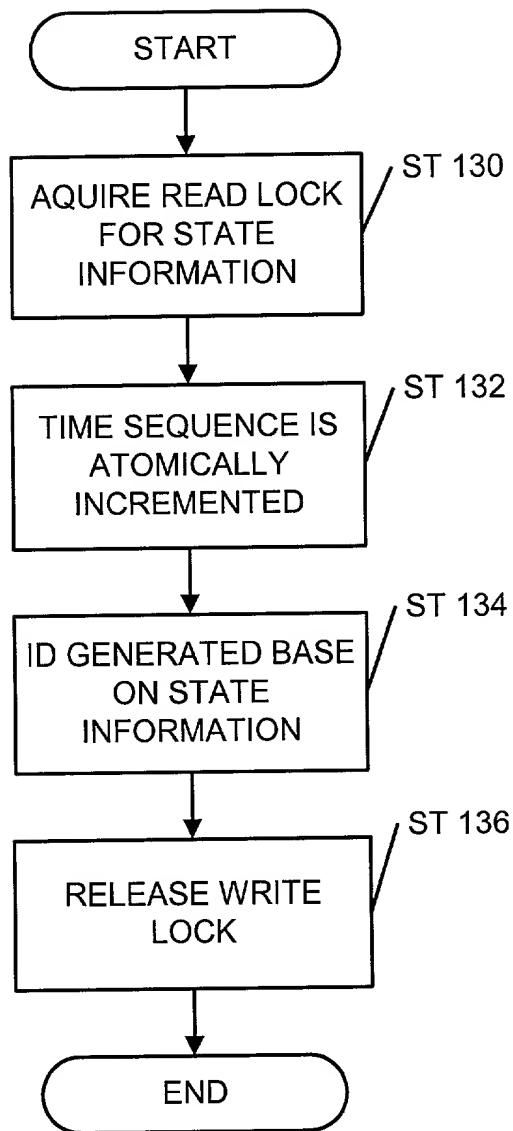 START
ST 130
AQUIRE READ LOCK
FOR STATE
INFORMATION
ST 132
TIME SEQUENCE IS
ATOMICALLY
INCREMENTED
ST 134
ID GENERATED BASE
ON STATE
INFORMATION
ST 136
RELEASE WRITE
LOCK
END